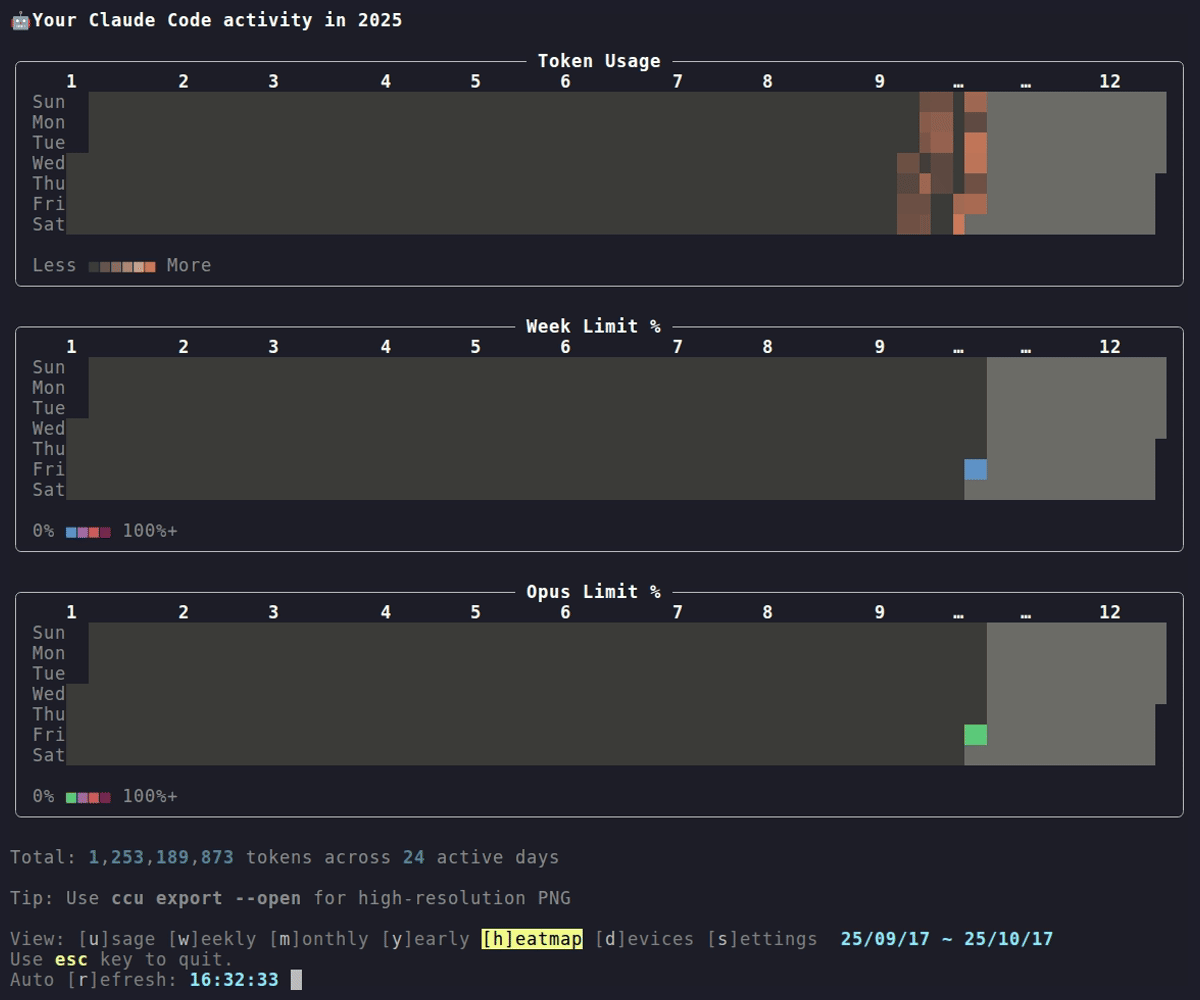 🤖Your Claude Code activity in 2025
Token Usage
1 2 3 4 5 6 7 8 9 … … 12
Sun
Mon
Tue
Wed
Thu
Fri
Sat
Less More
Week Limit %
1 2 3 4 5 6 7 8 9 … … 12
Sun
Mon
Tue
Wed
Thu
Fri
Sat
0% 100%+
Opus Limit %
1 2 3 4 5 6 7 8 9 … … 12
Sun
Mon
Tue
Wed
Thu
Fri
Sat
0% 100%+
Total: 1,253,189,873 tokens across 24 active days
Tip: Use ccu export --open for high-resolution PNG
View: [u]sage [w]eekly [m]onthly [y]early [h]eatmap [d]evices [s]ettings 25/09/17 ~ 25/10/17
Use esc key to quit.
Auto [r]efresh: 16:32:33